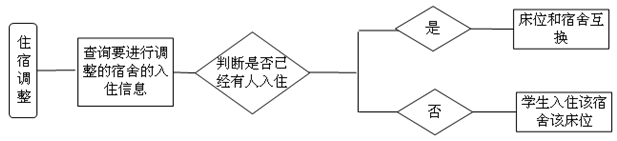 住
宿
调
整
查询要进行调
整的宿舍的入
住信息
判断是否已
经有人入住
是
床位和宿舍互
换
否
学生入住该宿
舍该床位